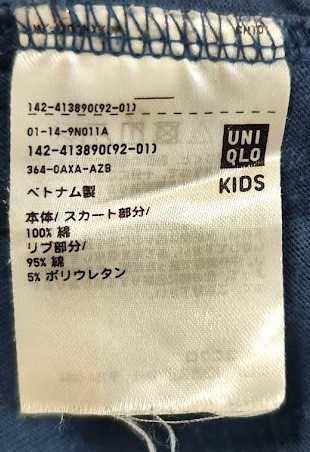 142-413890(92-01)
01-14-9N011A
142-413890(92-01)
364-0AXA-AZB
UNI
QLO
KIDS
ベトナム製
本体/ スカート部分/
100% 綿
リブ部分/
95% 綿
5% ポリウレタン